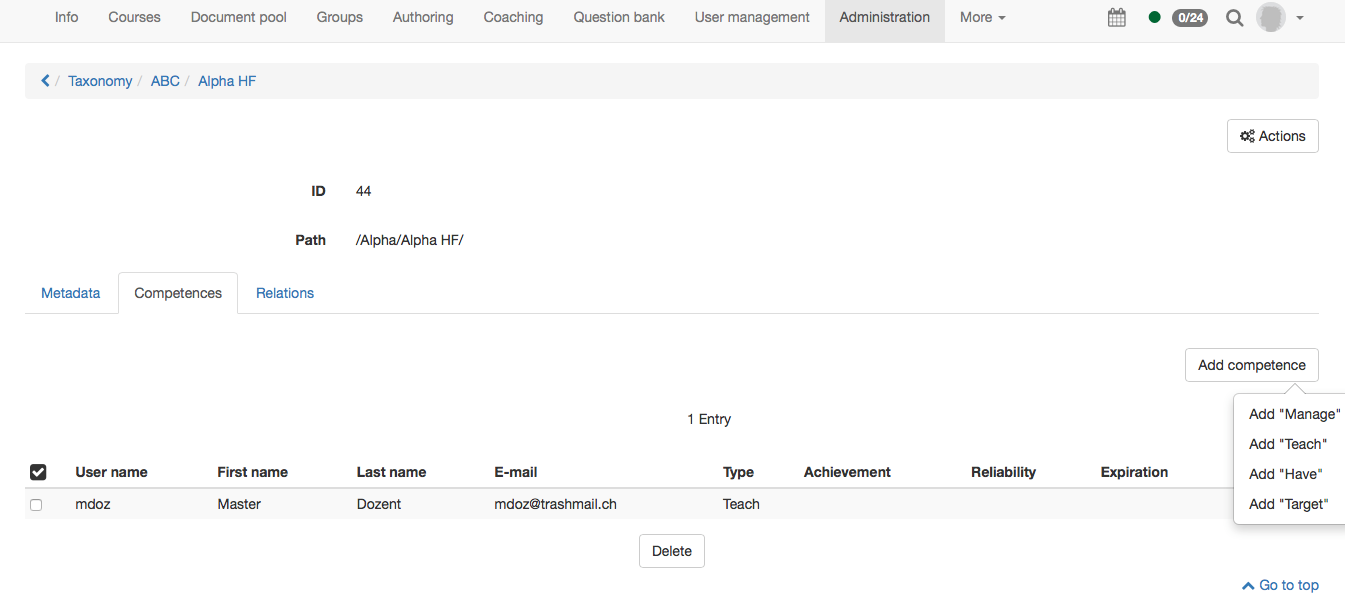 Info Courses Document pool Groups Authoring Coaching Question bank User management Administration More 0/24
/ Taxonomy / ABC / Alpha HF
Actions
ID 44
Path /Alpha/Alpha HF/
Metadata Competences Relations
Add competence
Add "Manage"
1 Entry
Add "Teach"
User name First name Last name E-mail Type Achievement Reliability Expiration Add "Have"
mdoz Master Dozent mdoz@trashmail.ch Teach Add "Target"
Delete
Go to top